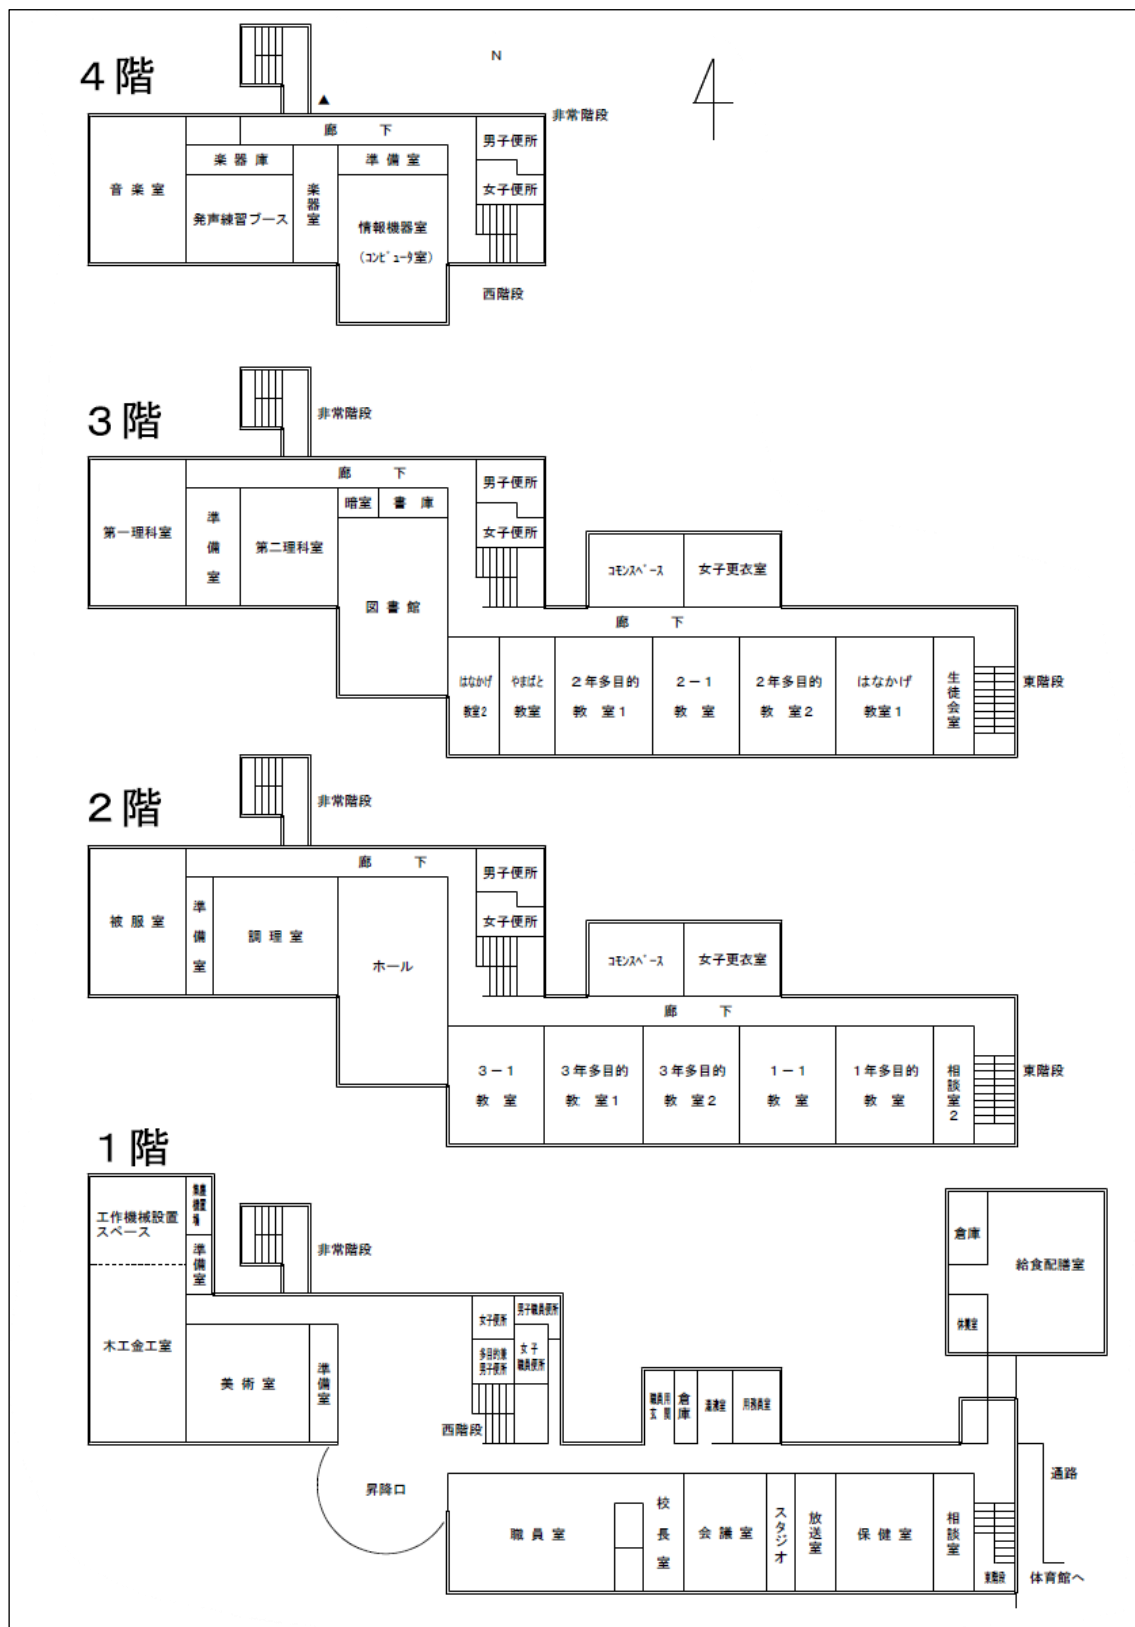 4階
N
▲
非常階段
廊 下
男子便所
楽器庫
準備室
音楽室
楽器室
女子便所
発声練習ブース
情報機器室
(ｺﾝﾋﾟｭｰﾀ室)
西階段
3階
非常階段
廊 下
男子便所
暗室
書庫
第一理科室
準備室
第二理科室
女子便所
図書館
ｺﾓﾝｽﾍﾟｰｽ
女子更衣室
廊 下
はなかげ
教室2
やまばと
教室
2年多目的
教室1
2－1
教室
2年多目的
教室2
はなかげ
教室1
生徒会室
東階段
2階
非常階段
廊 下
男子便所
被服室
準備室
調理室
女子便所
ホール
ｺﾓﾝｽﾍﾟｰｽ
女子更衣室
廊 下
3－1
教室
3年多目的
教室1
3年多目的
教室2
1－1
教室
1年多目的
教室
相談室2
東階段
1階
工作機械設置
スペース
準備室
非常階段
倉庫
給食配膳室
休養室
木工金工室
美術室
準備室
女子便所
男子職員便所
多目的兼
男子便所
女子
職員便所
西階段
職員用
玄関
倉庫
湯沸室
用務員室
昇降口
通路
職員室
校長室
会議室
スタジオ
放送室
保健室
相談室
東階段
体育館へ